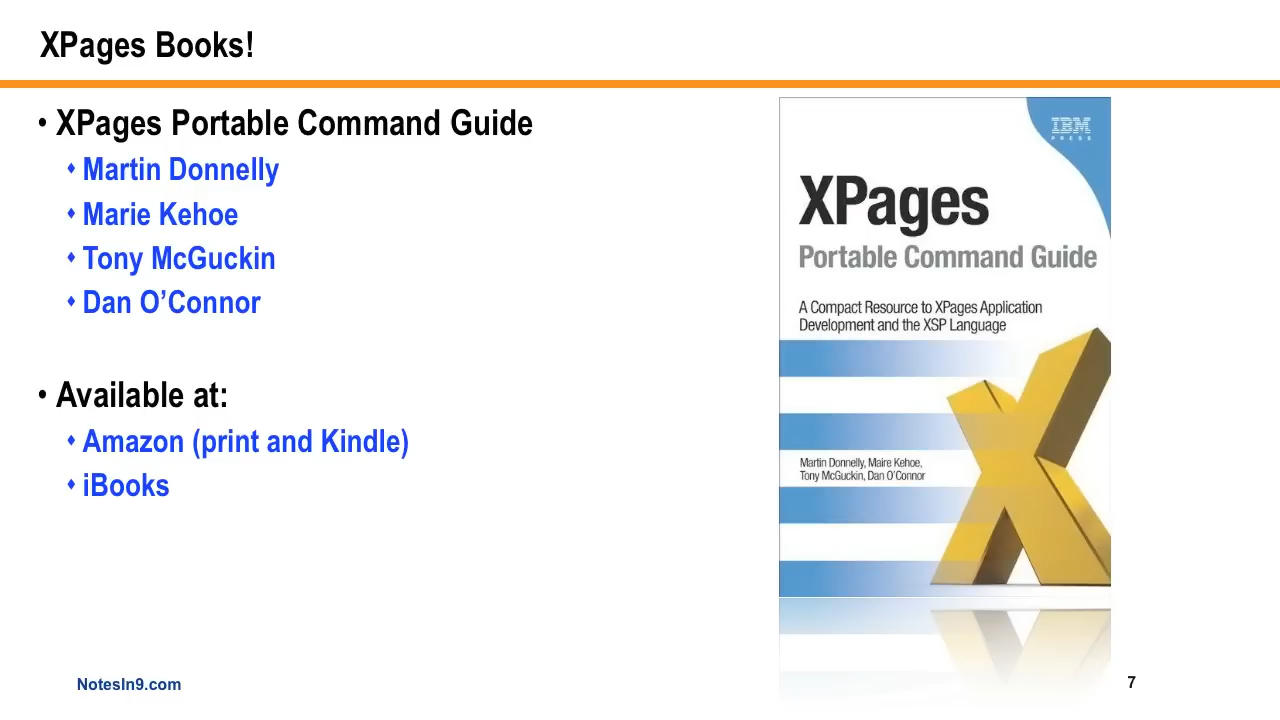 XPages Books!
• XPages Portable Command Guide
♦ Martin Donnelly
♦ Marie Kehoe
♦ Tony McGuckin
♦ Dan O’Connor
• Available at:
♦ Amazon (print and Kindle)
♦ iBooks
IBM
PRESS
XPages
Portable Command Guide
A Compact Resource to XPages Application
Development and the XSP Language
Martin Donnelly, Maire Kehoe,
Tony McGuckin, Dan O’Connor
NotesIn9.com
7